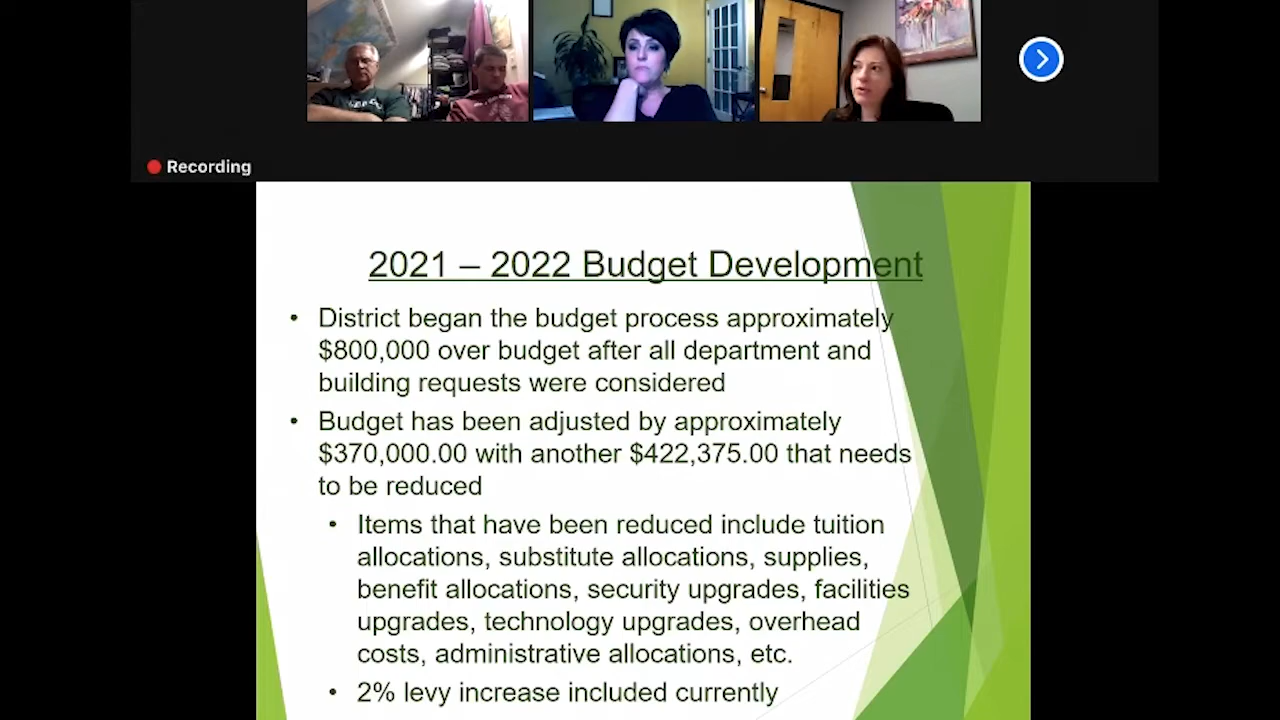 Recording
2021 – 2022 Budget Development
• District began the budget process approximately
$800,000 over budget after all department and
building requests were considered
• Budget has been adjusted by approximately
$370,000.00 with another $422,375.00 that needs
to be reduced
• Items that have been reduced include tuition
allocations, substitute allocations, supplies,
benefit allocations, security upgrades, facilities
upgrades, technology upgrades, overhead
costs, administrative allocations, etc.
• 2% levy increase included currently